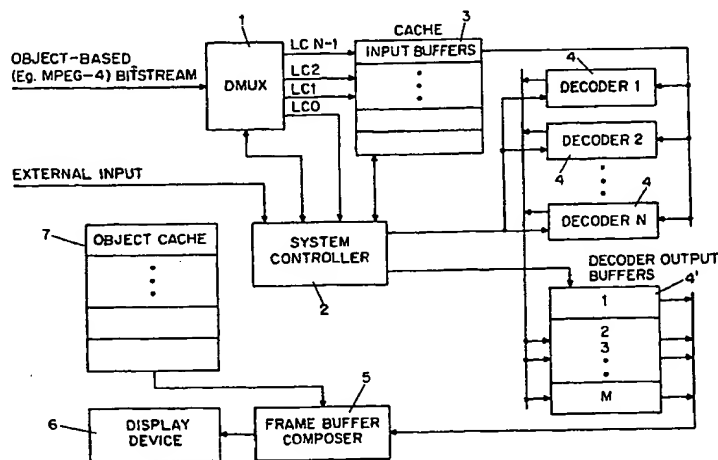 1
CACHE
3
OBJECT-BASED
(Eg. MPEG-4) BITSTREAM
DMUX
LC N-1
LC2
LC1
LC0
INPUT BUFFERS
4
DECODER 1
DECODER 2
4
4
DECODER N
EXTERNAL INPUT
7
OBJECT CACHE
SYSTEM
CONTROLLER
2
DECODER OUTPUT
BUFFERS
4'
1
2
3
M
5
6
DISPLAY
DEVICE
FRAME BUFFER
COMPOSER